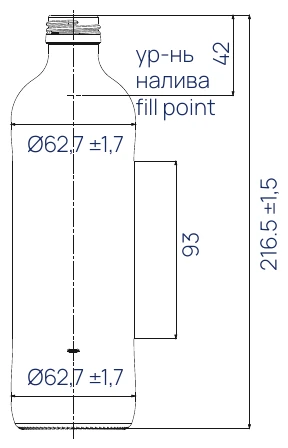 42
ур-нь
налива
fill point
Ø62,7 ±1,7
93
216.5 ±1,5
Ø62,7 ±1,7